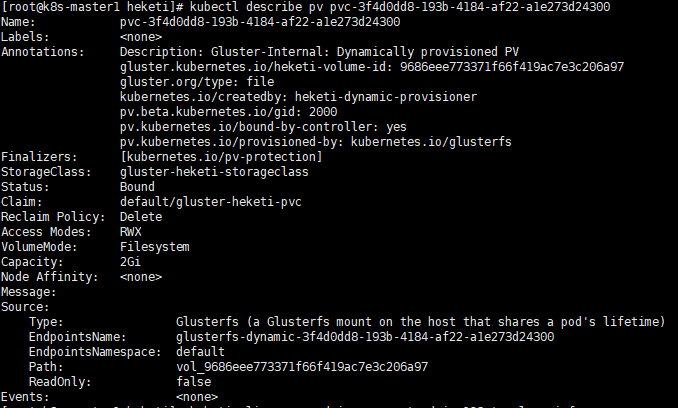 [root@k8s-master1 heketi]# kubectl describe pv pvc-3f4d0dd8-193b-4184-af22-a1e273d24300
Name:            pvc-3f4d0dd8-193b-4184-af22-a1e273d24300
Labels:          <none>
Annotations:     Description: Gluster-Internal: Dynamically provisioned PV
                 gluster.kubernetes.io/heketi-volume-id: 9686eee773371f66f419ac7e3c206a97
                 gluster.org/type: file
                 kubernetes.io/createdby: heketi-dynamic-provisioner
                 pv.beta.kubernetes.io/gid: 2000
                 pv.kubernetes.io/bound-by-controller: yes
                 pv.kubernetes.io/provisioned-by: kubernetes.io/glusterfs
Finalizers:      [kubernetes.io/pv-protection]
StorageClass:    gluster-heketi-storageclass
Status:          Bound
Claim:           default/gluster-heketi-pvc
Reclaim Policy:  Delete
Access Modes:    RWX
VolumeMode:      Filesystem
Capacity:        2Gi
Node Affinity:   <none>
Message:
Source:
    Type:                Glusterfs (a Glusterfs mount on the host that shares a pod's lifetime)
    EndpointsName:       glusterfs-dynamic-3f4d0dd8-193b-4184-af22-a1e273d24300
    EndpointsNamespace:  default
    Path:                vol_9686eee773371f66f419ac7e3c206a97
    ReadOnly:            false
Events:                  <none>